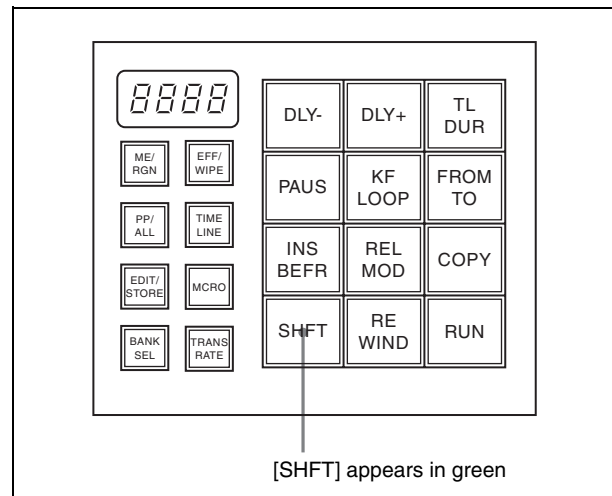 8888
DLY-
DLY+
TL
DUR
ME/
RGN
EFF/
WIPE
PAUS
KF
LOOP
FROM
TO
PP/
ALL
TIME
LINE
INS
BEFR
REL
MOD
COPY
EDIT/
STORE
MCRO
SHFT
RE
WIND
RUN
BANK
SEL
TRANS
RATE
[SHFT] appears in green